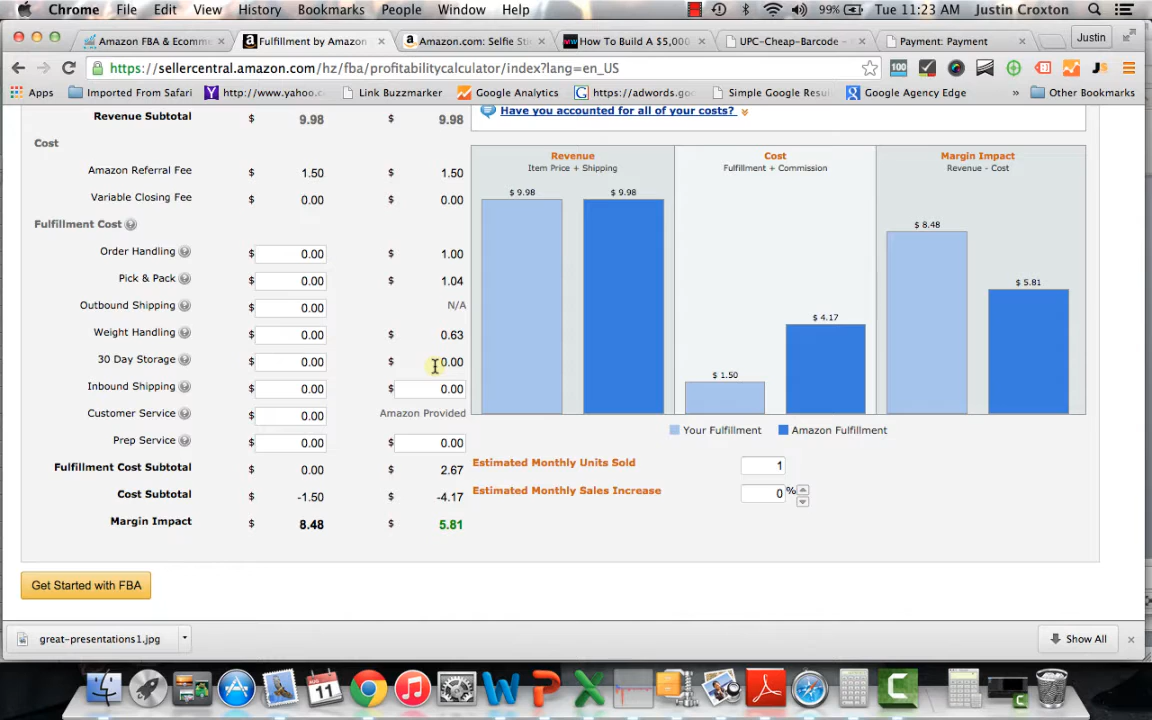 Chrome File Edit View History Bookmarks People Window Help 99% Tue 11:23 AM Justin Croxton
Amazon FBA & Ecomme Fulfillment by Amazon Amazon.com: Selfie Sti How To Build A $5,000 UPC-Cheap-Barcode - Payment: Payment Justin
https://sellercentral.amazon.com/hz/fba/profitabilitycalculator/index?lang=en_US
Apps Imported From Safari http://www.yahoo.c Link Buzzmarker Google Analytics https://adwords.go Simple Google Resu Google Agency Edge » Other Bookmarks
Have you accounted for all of your costs?
Revenue Subtotal $ 9.98 $ 9.98
Cost
Amazon Referral Fee $ 1.50 $ 1.50
Variable Closing Fee $ 0.00 $ 0.00
Fulfillment Cost
Order Handling $ 0.00 $ 1.00
Pick & Pack $ 0.00 $ 1.04
Outbound Shipping $ 0.00 N/A
Weight Handling $ 0.00 $ 0.63
30 Day Storage $ 0.00 $ 0.00
Inbound Shipping $ 0.00 $ 0.00
Customer Service $ 0.00 Amazon Provided
Prep Service $ 0.00 $ 0.00
Fulfillment Cost Subtotal $ 0.00 $ 2.67
Cost Subtotal $ -1.50 $ -4.17
Margin Impact $ 8.48 $ 5.81
Revenue
Item Price + Shipping
$ 9.98 $ 9.98
Cost
Fulfillment + Commission
$ 1.50 $ 4.17
Margin Impact
Revenue - Cost
$ 8.48 $ 5.81
Your Fulfillment Amazon Fulfillment
Estimated Monthly Units Sold 1
Estimated Monthly Sales Increase 0 %
Get Started with FBA
great-presentations1.jpg Show All